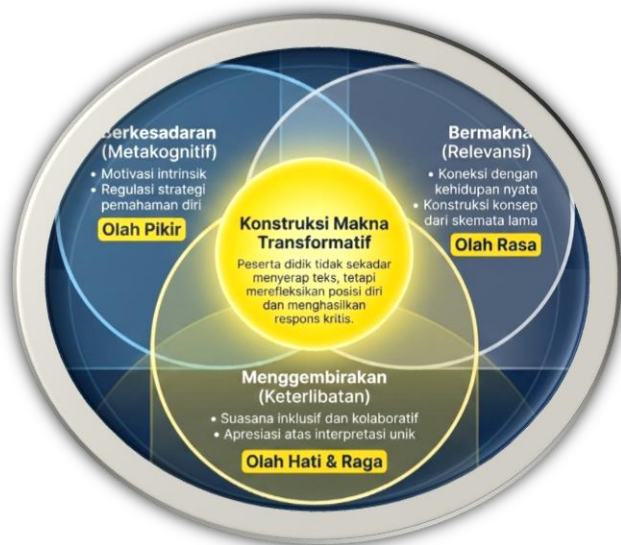 Berkesadaran
(Metakognitif)
• Motivasi intrinsik
• Regulasi strategi
pemahaman diri
Olah Pikir
Bermakna
(Relevansi)
• Koneksi dengan
kehidupan nyata
• Konstruksi konsep
dari skemata lama
Olah Rasa
Konstruksi Makna
Transformatif
Peserta didik tidak sekadar
menyerap teks, tetapi
merefleksikan posisi diri
dan menghasilkan
respons kritis.
Menggembirakan
(Keterlibatan)
• Suasana inklusif dan kolaboratif
• Apresiasi atas interpretasi unik
Olah Hati & Raga